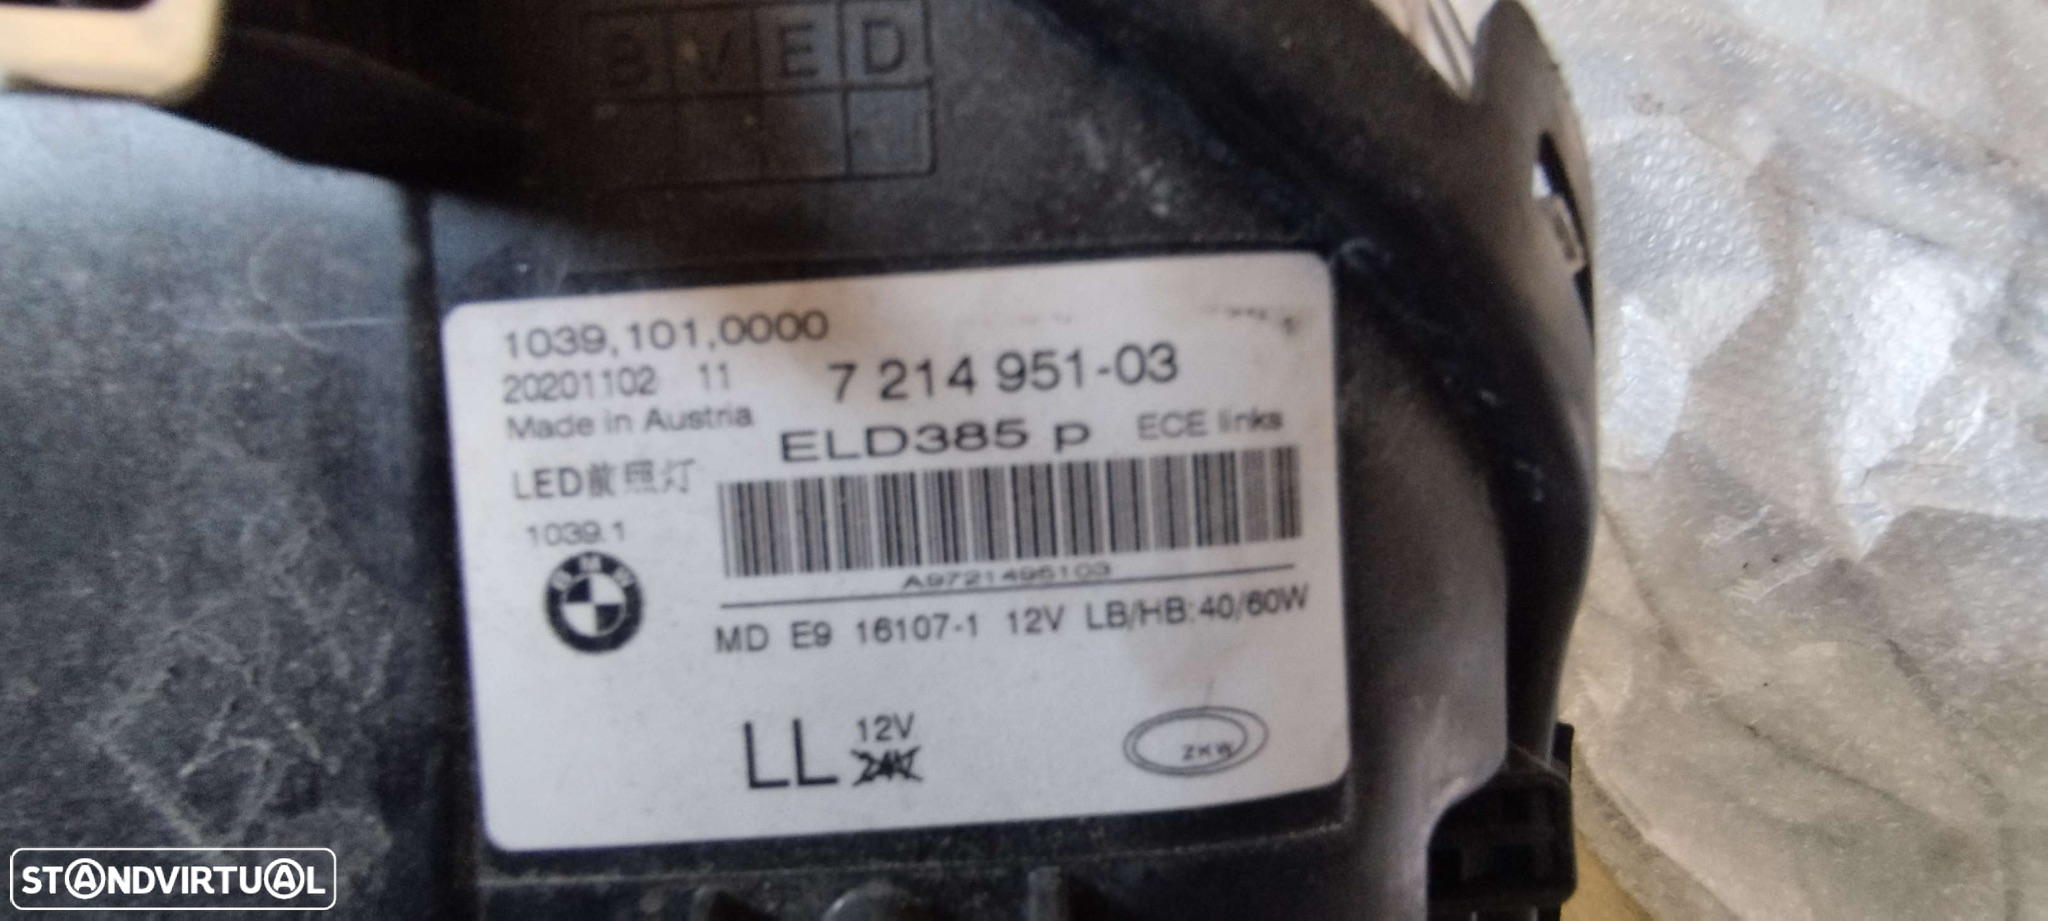 B V E D
1039,101,0000
20201102 11 7 214 951-03
Made in Austria ELD385 p ECE links
LED前照灯
1039.1
BMW
A9721495103
MD E9 16107-1 12V LB/HB:40/60W
LL 12V
24V
ZKW
STANDVIRTUAL